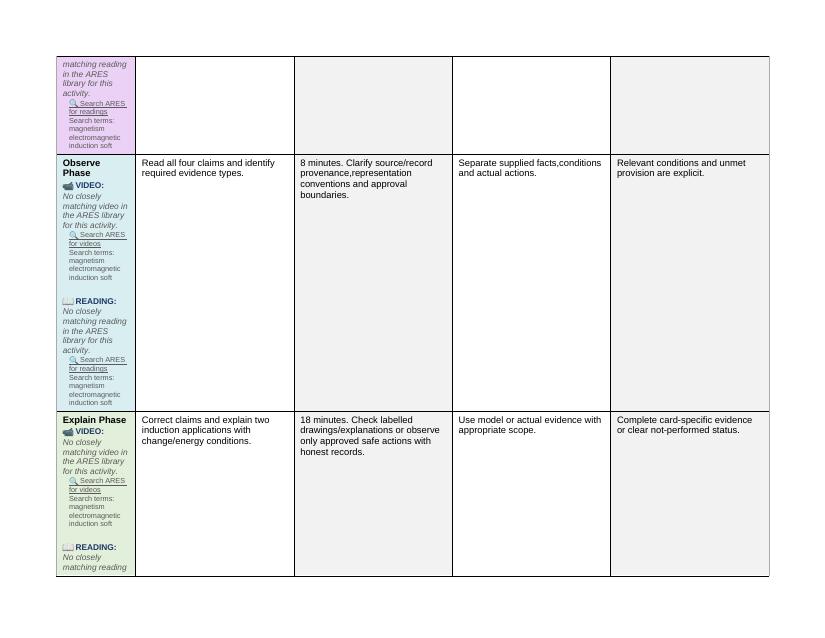 matching reading
in the ARES
library for this
activity.
🔍 Search ARES
for readings
Search terms:
magnetism
electromagnetic
induction soft
Observe
Phase
📹 VIDEO:
No closely
matching video in
the ARES library
for this activity.
🔍 Search ARES
for videos
Search terms:
magnetism
electromagnetic
induction soft
📖 READING:
No closely
matching reading
in the ARES
library for this
activity.
🔍 Search ARES
for readings
Search terms:
magnetism
electromagnetic
induction soft
Read all four claims and identify
required evidence types.
8 minutes. Clarify source/record
provenance,representation
conventions and approval
boundaries.
Separate supplied facts,conditions
and actual actions.
Relevant conditions and unmet
provision are explicit.
Explain Phase
📹 VIDEO:
No closely
matching video in
the ARES library
for this activity.
🔍 Search ARES
for videos
Search terms:
magnetism
electromagnetic
induction soft
📖 READING:
No closely
matching reading
Correct claims and explain two
induction applications with
change/energy conditions.
18 minutes. Check labelled
drawings/explanations or observe
only approved safe actions with
honest records.
Use model or actual evidence with
appropriate scope.
Complete card-specific evidence
or clear not-performed status.